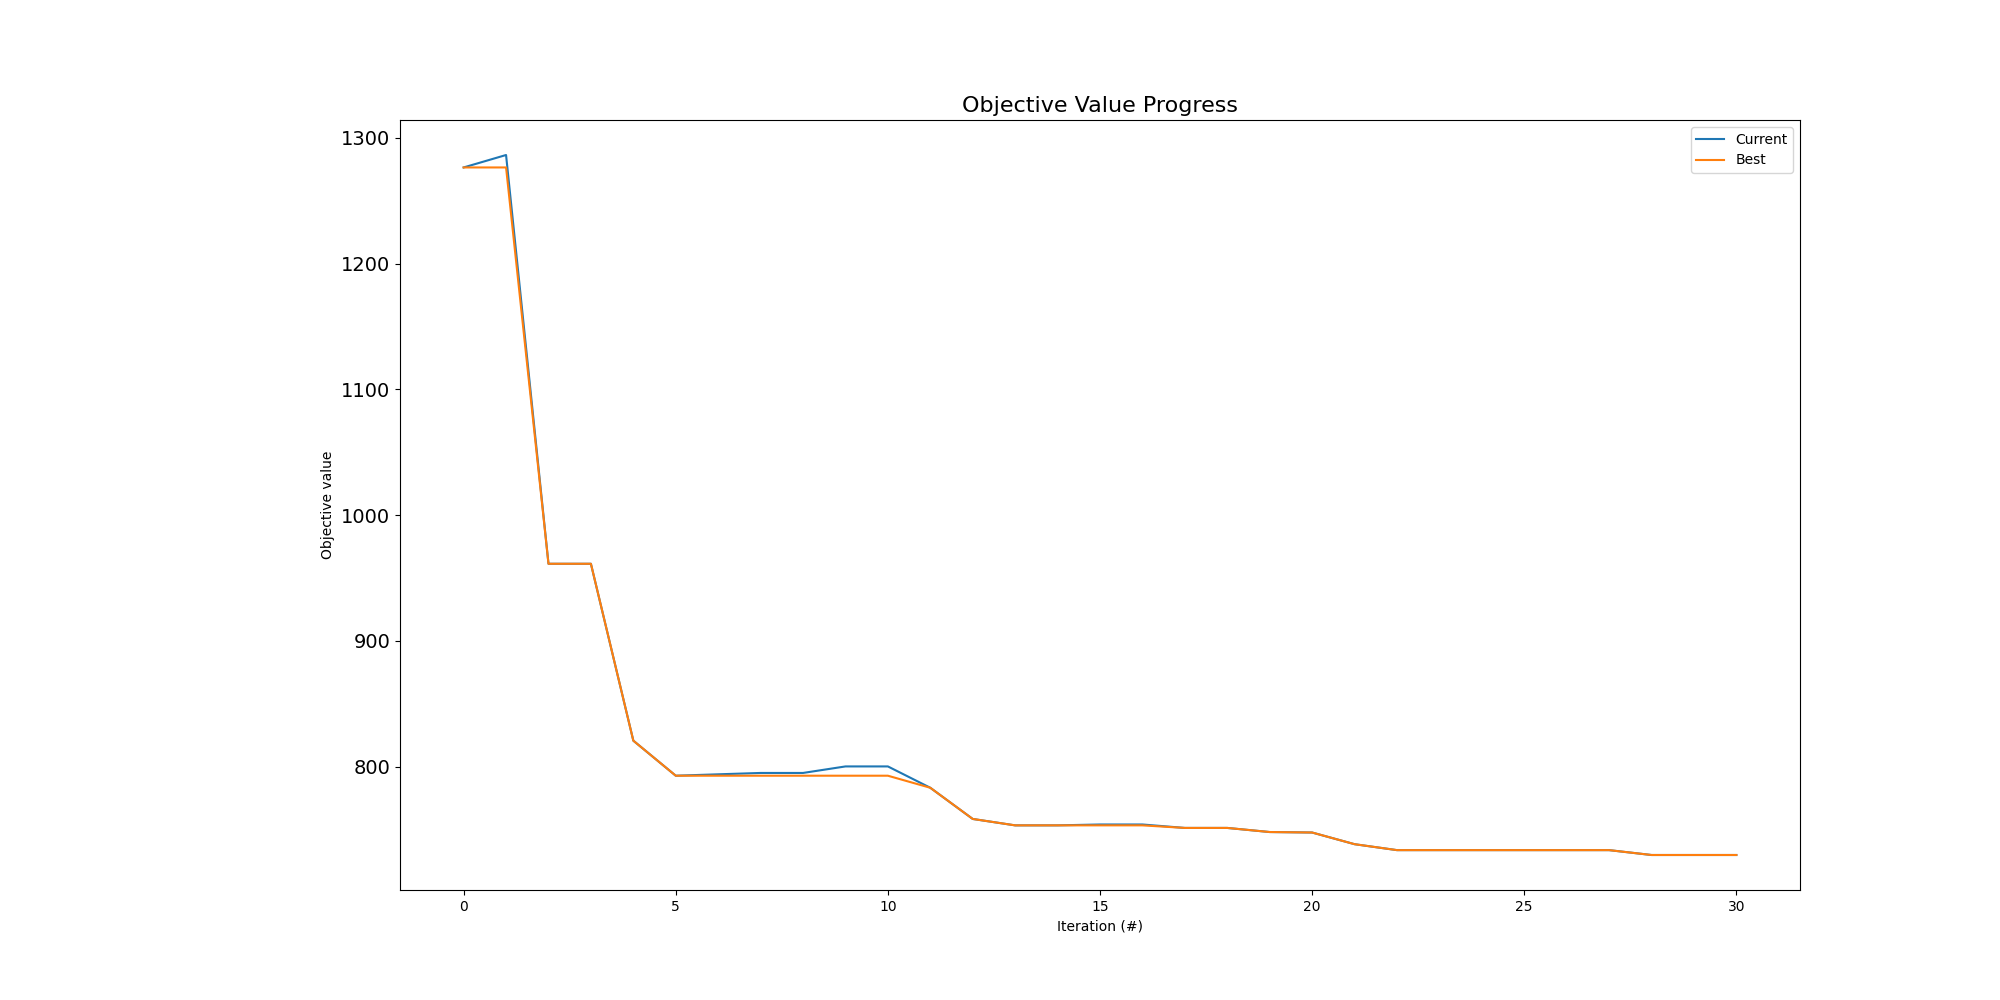 Objective Value Progress
Current
Best
1300
1200
1100
1000
900
800
Objective value
0 5 10 15 20 25 30
Iteration (#)